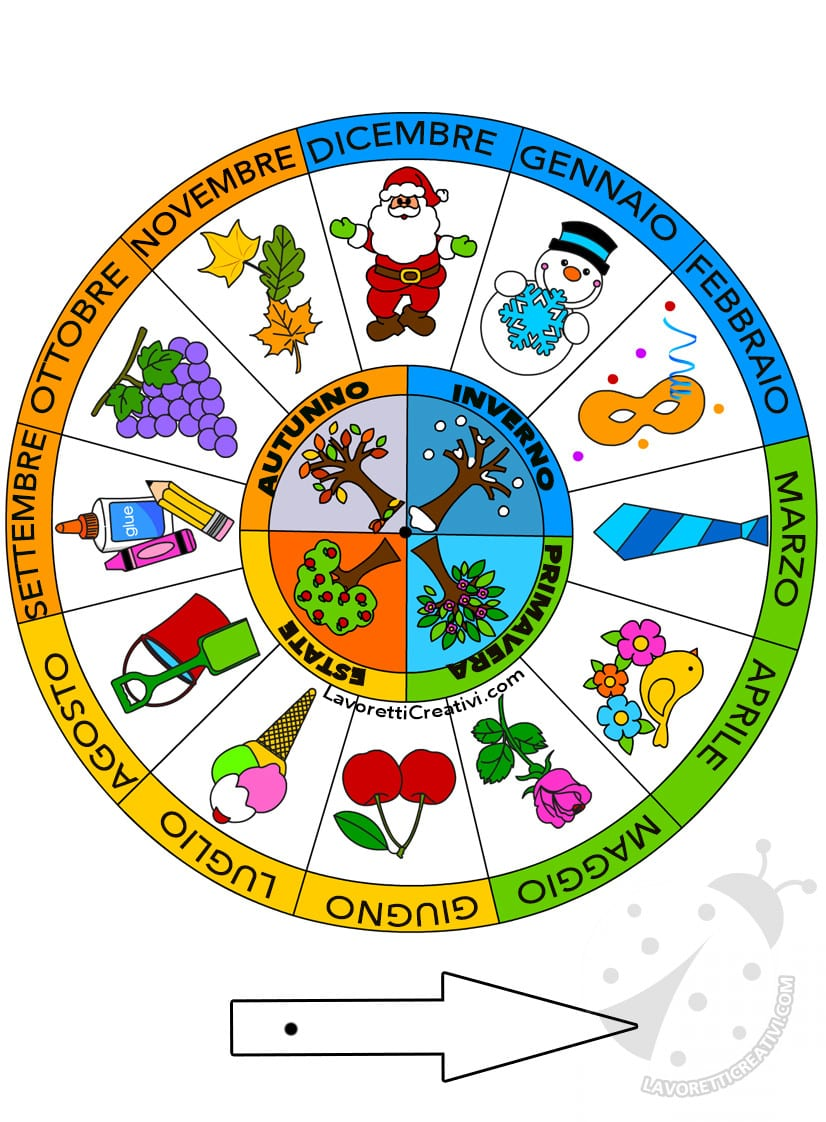 DICEMBRE
GENNAIO
FEBBRAIO
MARZO
APRILE
MAGGIO
GIUGNO
LUGLIO
AGOSTO
SETTEMBRE
OTTOBRE
NOVEMBRE
glue
AUTUNNO
INVERNO
PRIMAVERA
ESTATE
LavorettiCreativi.com
LAVORETTICREATIVI.COM